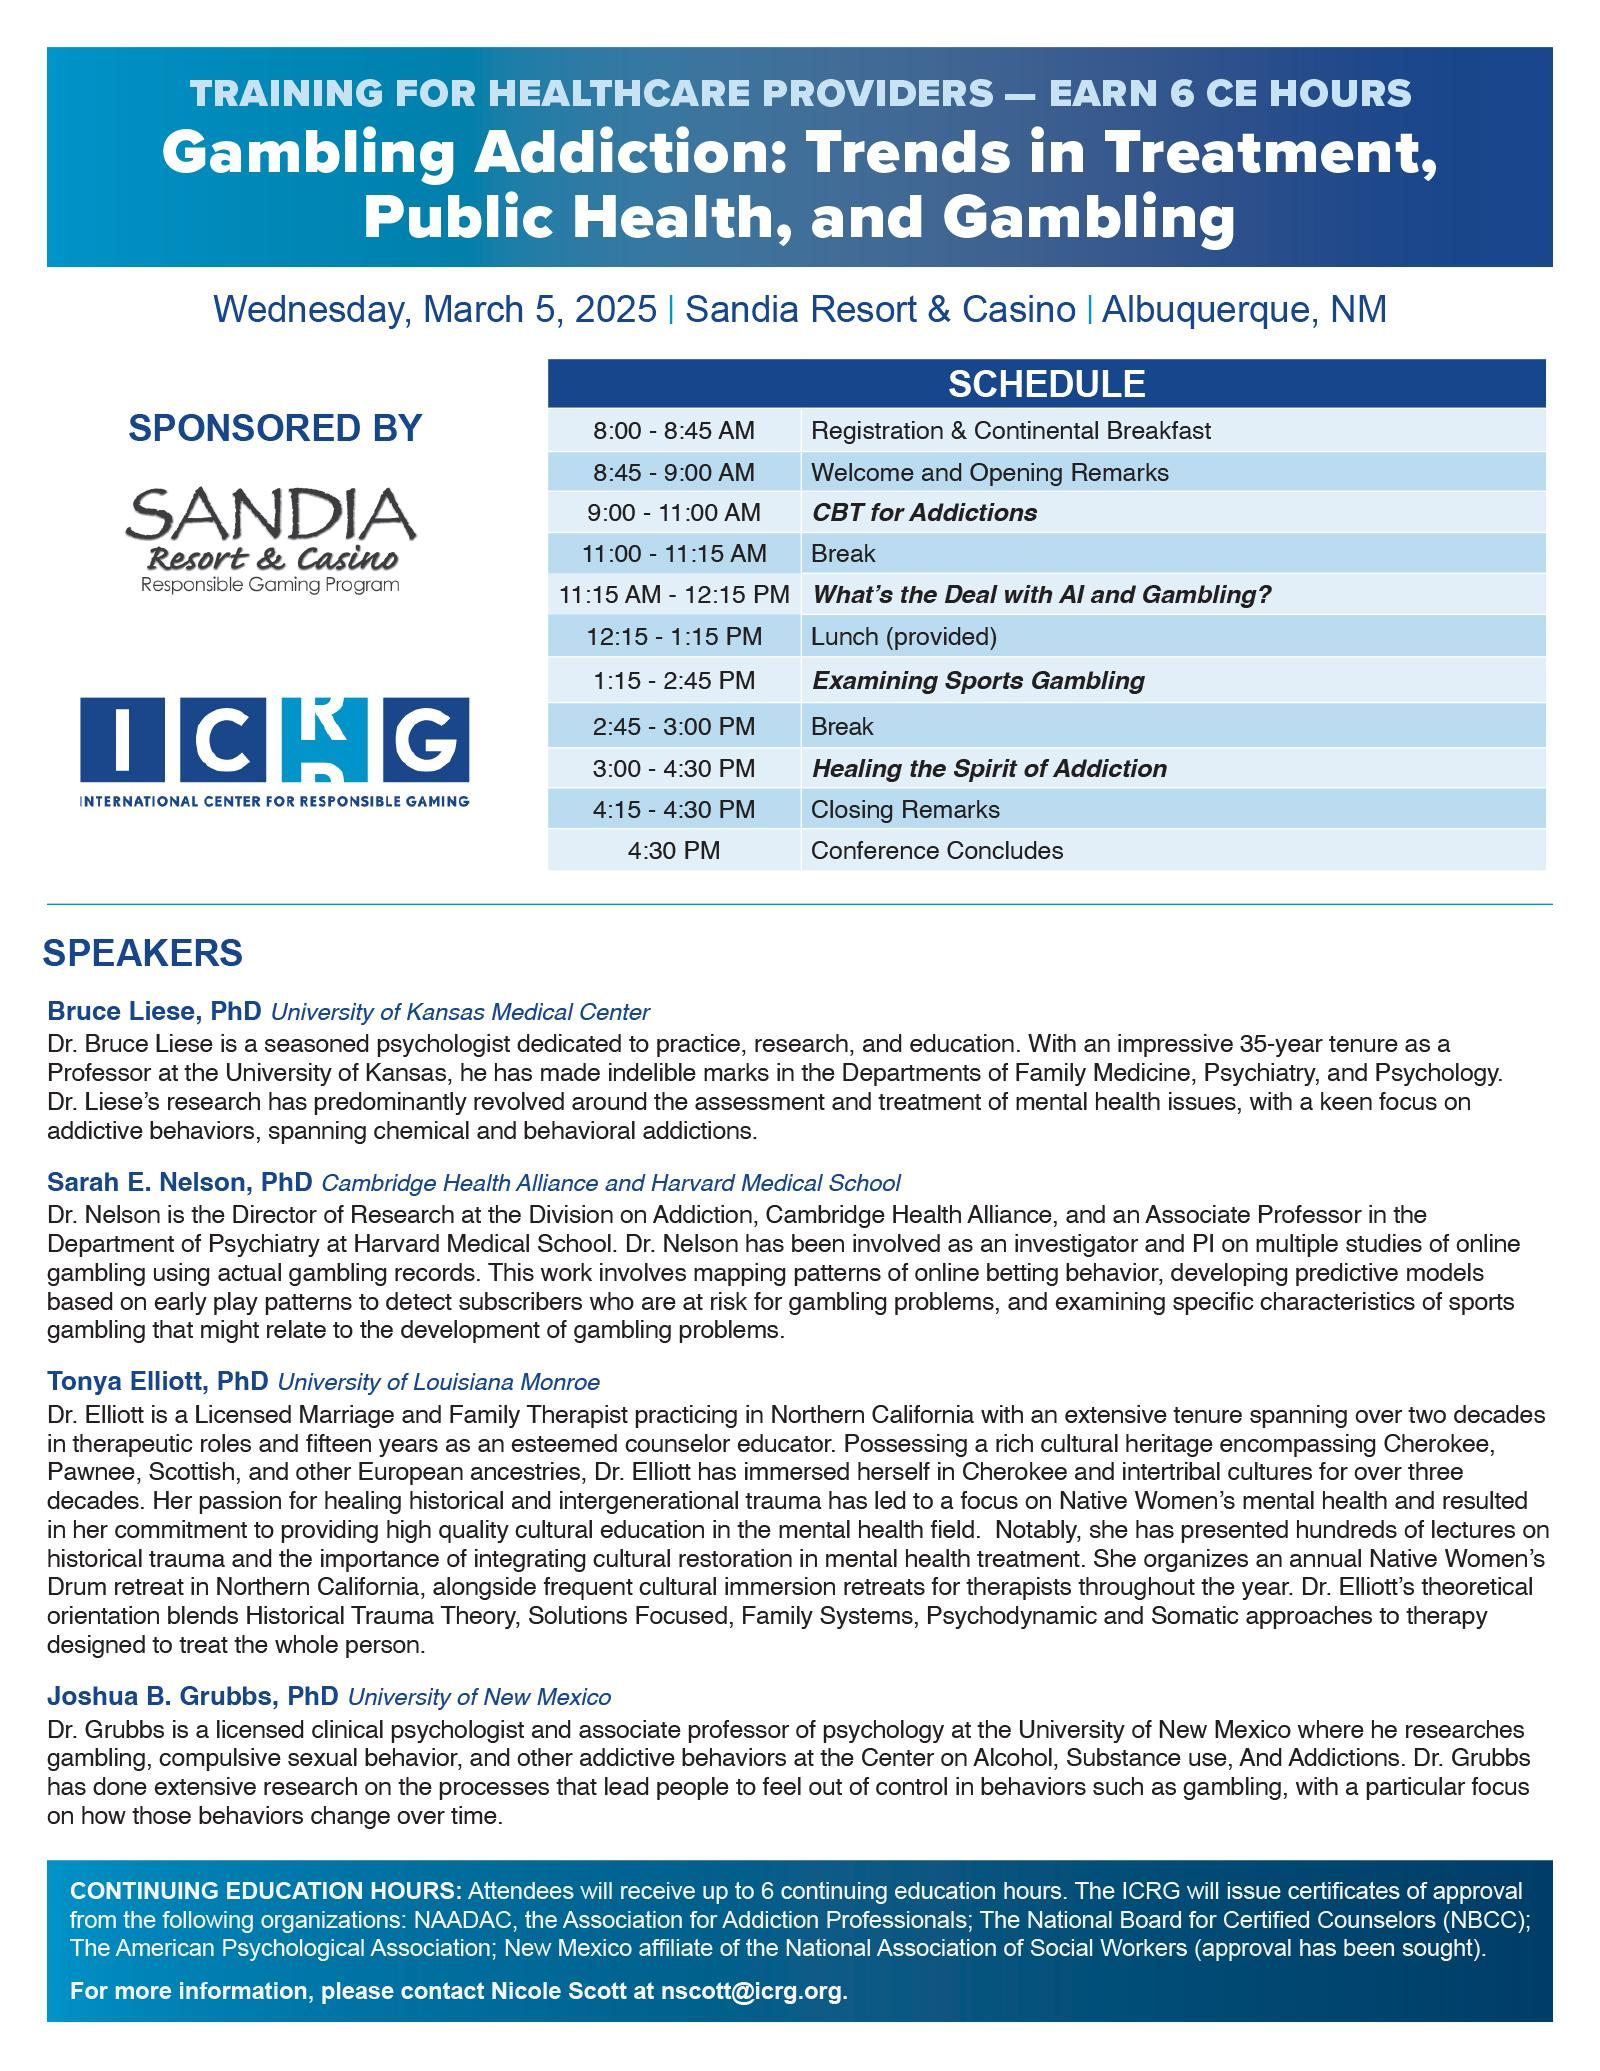 TRAINING FOR HEALTHCARE PROVIDERS — EARN 6 CE HOURS
Gambling Addiction: Trends in Treatment,
Public Health, and Gambling
Wednesday, March 5, 2025 | Sandia Resort & Casino | Albuquerque, NM
SPONSORED BY
SANDIA
Resort & Casino
Responsible Gaming Program
ICRG
INTERNATIONAL CENTER FOR RESPONSIBLE GAMING
SCHEDULE
8:00 - 8:45 AM Registration & Continental Breakfast
8:45 - 9:00 AM Welcome and Opening Remarks
9:00 - 11:00 AM CBT for Addictions
11:00 - 11:15 AM Break
11:15 AM - 12:15 PM What's the Deal with AI and Gambling?
12:15 - 1:15 PM Lunch (provided)
1:15 - 2:45 PM Examining Sports Gambling
2:45 - 3:00 PM Break
3:00 - 4:30 PM Healing the Spirit of Addiction
4:15 - 4:30 PM Closing Remarks
4:30 PM Conference Concludes
SPEAKERS
Bruce Liese, PhD University of Kansas Medical Center
Dr. Bruce Liese is a seasoned psychologist dedicated to practice, research, and education. With an impressive 35-year tenure as a
Professor at the University of Kansas, he has made indelible marks in the Departments of Family Medicine, Psychiatry, and Psychology.
Dr. Liese's research has predominantly revolved around the assessment and treatment of mental health issues, with a keen focus on
addictive behaviors, spanning chemical and behavioral addictions.
Sarah E. Nelson, PhD Cambridge Health Alliance and Harvard Medical School
Dr. Nelson is the Director of Research at the Division on Addiction, Cambridge Health Alliance, and an Associate Professor in the
Department of Psychiatry at Harvard Medical School. Dr. Nelson has been involved as an investigator and PI on multiple studies of online
gambling using actual gambling records. This work involves mapping patterns of online betting behavior, developing predictive models
based on early play patterns to detect subscribers who are at risk for gambling problems, and examining specific characteristics of sports
gambling that might relate to the development of gambling problems.
Tonya Elliott, PhD University of Louisiana Monroe
Dr. Elliott is a Licensed Marriage and Family Therapist practicing in Northern California with an extensive tenure spanning over two decades
in therapeutic roles and fifteen years as an esteemed counselor educator. Possessing a rich cultural heritage encompassing Cherokee,
Pawnee, Scottish, and other European ancestries, Dr. Elliott has immersed herself in Cherokee and intertribal cultures for over three
decades. Her passion for healing historical and intergenerational trauma has led to a focus on Native Women's mental health and resulted
in her commitment to providing high quality cultural education in the mental health field.  Notably, she has presented hundreds of lectures on
historical trauma and the importance of integrating cultural restoration in mental health treatment. She organizes an annual Native Women's
Drum retreat in Northern California, alongside frequent cultural immersion retreats for therapists throughout the year. Dr. Elliott's theoretical
orientation blends Historical Trauma Theory, Solutions Focused, Family Systems, Psychodynamic and Somatic approaches to therapy
designed to treat the whole person.
Joshua B. Grubbs, PhD University of New Mexico
Dr. Grubbs is a licensed clinical psychologist and associate professor of psychology at the University of New Mexico where he researches
gambling, compulsive sexual behavior, and other addictive behaviors at the Center on Alcohol, Substance use, And Addictions. Dr. Grubbs
has done extensive research on the processes that lead people to feel out of control in behaviors such as gambling, with a particular focus
on how those behaviors change over time.
CONTINUING EDUCATION HOURS: Attendees will receive up to 6 continuing education hours. The ICRG will issue certificates of approval
from the following organizations: NAADAC, the Association for Addiction Professionals; The National Board for Certified Counselors (NBCC);
The American Psychological Association; New Mexico affiliate of the National Association of Social Workers (approval has been sought).
For more information, please contact Nicole Scott at nscott@icrg.org.